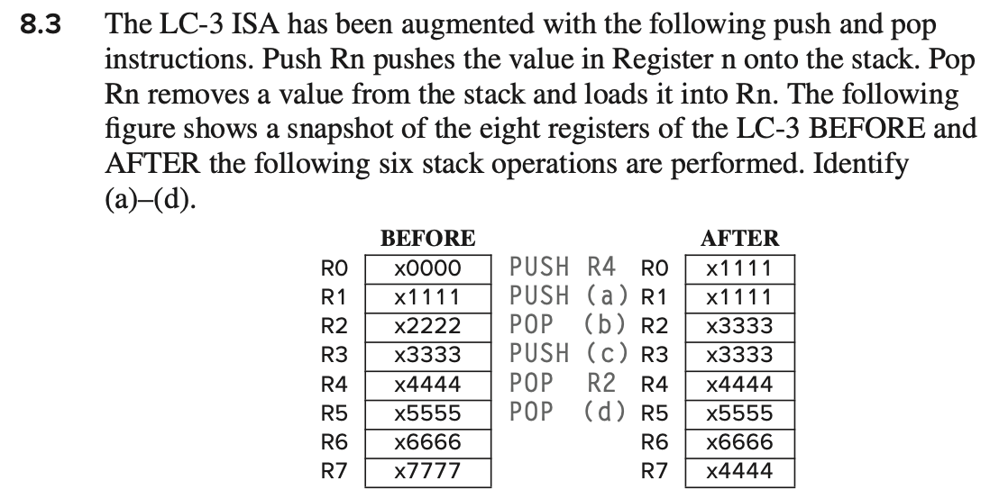 8.3 The LC-3 ISA has been augmented with the following push and pop
instructions. Push Rn pushes the value in Register n onto the stack. Pop
Rn removes a value from the stack and loads it into Rn. The following
figure shows a snapshot of the eight registers of the LC-3 BEFORE and
AFTER the following six stack operations are performed. Identify
(a)–(d).
BEFORE AFTER
R0 x0000 PUSH R4 R0 x1111
R1 x1111 PUSH (a) R1 x1111
R2 x2222 POP (b) R2 x3333
R3 x3333 PUSH (c) R3 x3333
R4 x4444 POP R2 R4 x4444
R5 x5555 POP (d) R5 x5555
R6 x6666 R6 x6666
R7 x7777 R7 x4444